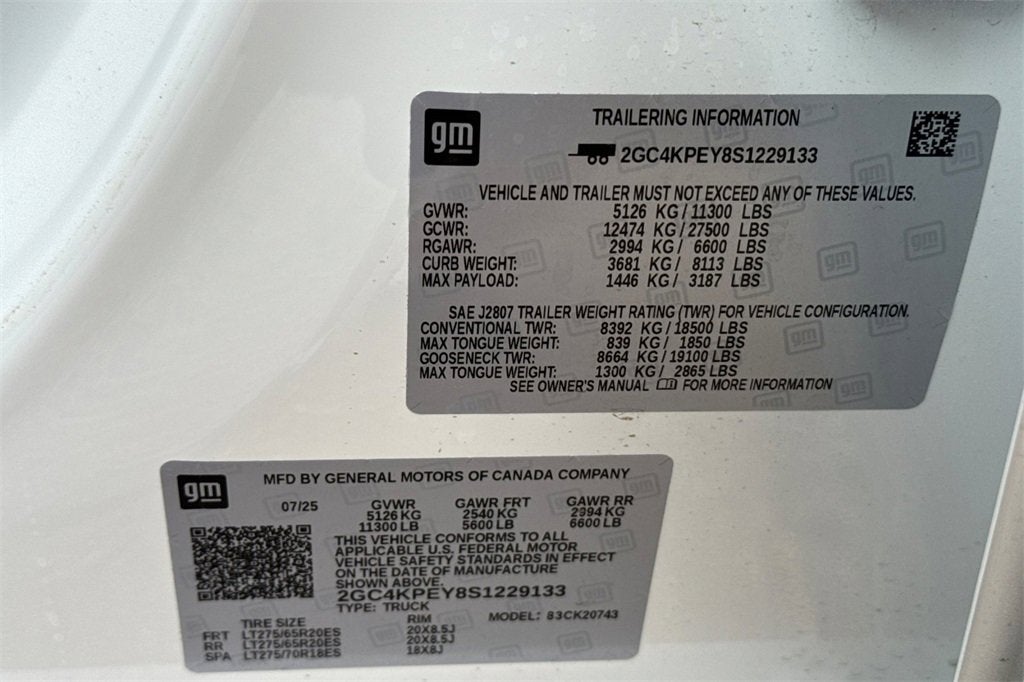 gm
TRAILERING INFORMATION
2GC4KPEY8S1229133
VEHICLE AND TRAILER MUST NOT EXCEED ANY OF THESE VALUES.
GVWR: 5126 KG / 11300 LBS
GCWR: 12474 KG / 27500 LBS
RGAWR: 2994 KG / 6600 LBS
CURB WEIGHT: 3681 KG / 8113 LBS
MAX PAYLOAD: 1446 KG / 3187 LBS
SAE J2807 TRAILER WEIGHT RATING (TWR) FOR VEHICLE CONFIGURATION.
CONVENTIONAL TWR: 8392 KG / 18500 LBS
MAX TONGUE WEIGHT: 839 KG / 1850 LBS
GOOSENECK TWR: 8664 KG / 19100 LBS
MAX TONGUE WEIGHT: 1300 KG / 2865 LBS
SEE OWNER'S MANUAL FOR MORE INFORMATION
gm
MFD BY GENERAL MOTORS OF CANADA COMPANY
07/25 GVWR GAWR FRT GAWR RR
5126 KG 2540 KG 2994 KG
11300 LB 5600 LB 6600 LB
THIS VEHICLE CONFORMS TO ALL
APPLICABLE U.S. FEDERAL MOTOR
VEHICLE SAFETY STANDARDS IN EFFECT
ON THE DATE OF MANUFACTURE
SHOWN ABOVE.
2GC4KPEY8S1229133
TYPE: TRUCK MODEL: 83CK20743
TIRE SIZE RIM
FRT LT275/65R20ES 20X8.5J
RR LT275/65R20ES 20X8.5J
SPA LT275/70R18ES 18X8J